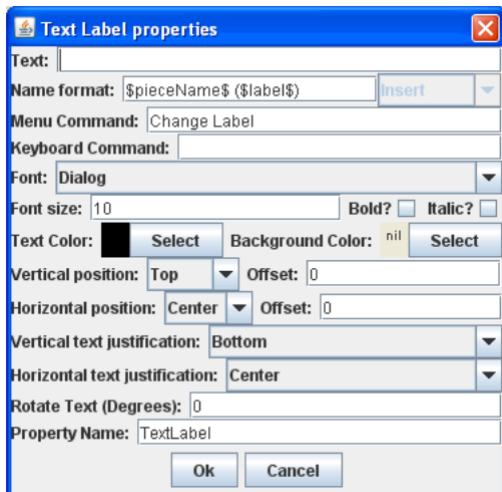 Text Label properties
Text:
Name format: $pieceName$ ($label$) Insert
Menu Command: Change Label
Keyboard Command:
Font: Dialog
Font size: 10 Bold? Italic?
Text Color: Select Background Color: nil Select
Vertical position: Top Offset: 0
Horizontal position: Center Offset: 0
Vertical text justification: Bottom
Horizontal text justification: Center
Rotate Text (Degrees): 0
Property Name: TextLabel
Ok Cancel